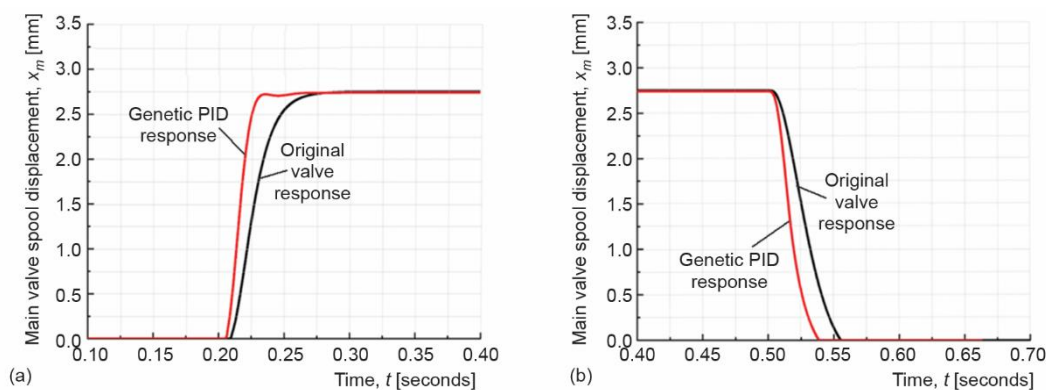 Main valve spool displacement, xm [mm]
3.5
3.0
2.5
2.0
1.5
1.0
0.5
0.0
Genetic PID
response
Original
valve
response
0.10
0.15
0.20
0.25
0.30
0.35
0.40
Time, t [seconds]
(a)
Main valve spool displacement, xm [mm]
3.5
3.0
2.5
2.0
1.5
1.0
0.5
0.0
Original
valve
response
Genetic PID
response
0.40
0.45
0.50
0.55
0.60
0.65
0.70
Time, t [seconds]
(b)